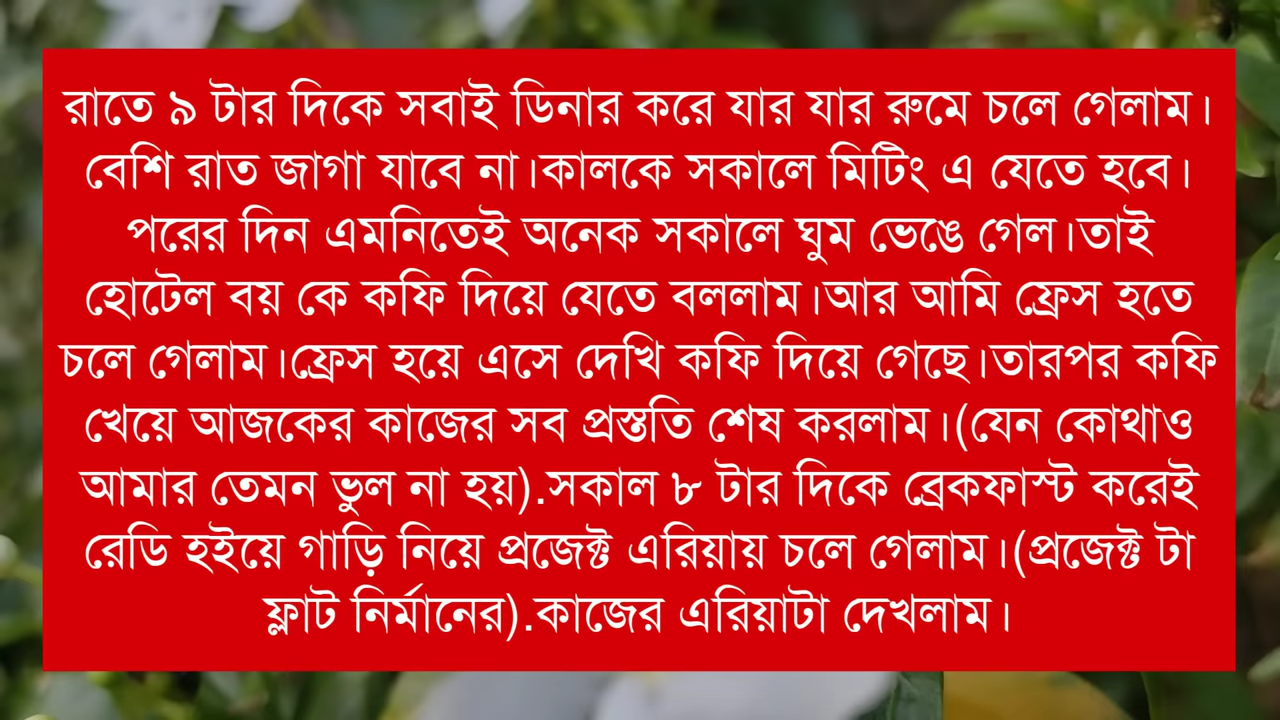 রাতে ৯ টার দিকে সবাই ডিনার করে যার যার রুমে চলে গেলাম।
বেশি রাত জাগা যাবে না।কালকে সকালে মিটিং এ যেতে হবে।
পরের দিন এমনিতেই অনেক সকালে ঘুম ভেঙে গেল।তাই
হোটেল বয় কে কফি দিয়ে যেতে বললাম।আর আমি ফ্রেস হতে
চলে গেলাম।ফ্রেস হয়ে এসে দেখি কফি দিয়ে গেছে।তারপর কফি
খেয়ে আজকের কাজের সব প্রস্ততি শেষ করলাম।(যেন কোথাও
আমার তেমন ভুল না হয়).সকাল ৮ টার দিকে ব্রেকফাস্ট করেই
রেডি হইয়ে গাড়ি নিয়ে প্রজেক্ট এরিয়ায় চলে গেলাম।(প্রজেক্ট টা
ফ্লাট নির্মানের).কাজের এরিয়াটা দেখলাম।